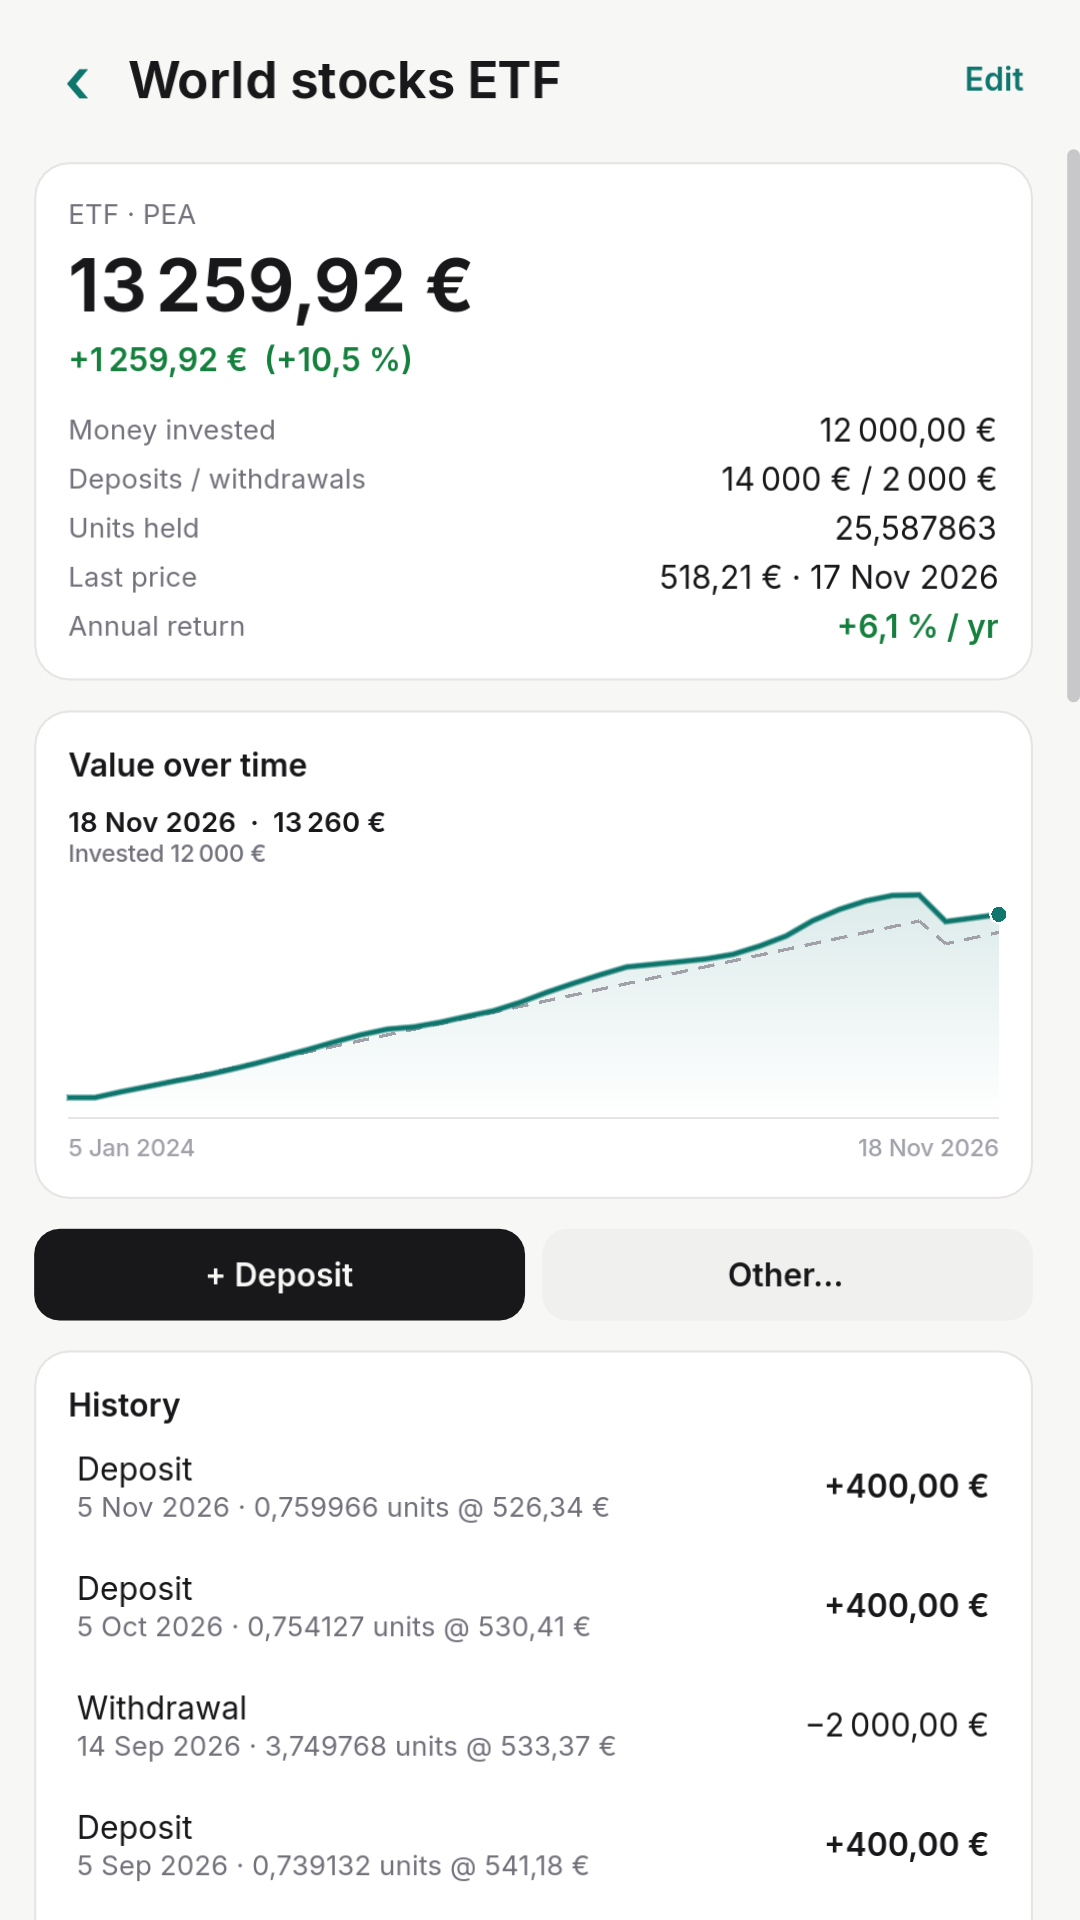 ‹ World stocks ETF Edit
ETF · PEA
13 259,92 €
+1 259,92 € (+10,5 %)
Money invested 12 000,00 €
Deposits / withdrawals 14 000 € / 2 000 €
Units held 25,587863
Last price 518,21 € · 17 Nov 2026
Annual return +6,1 % / yr
Value over time
18 Nov 2026 · 13 260 €
Invested 12 000 €
5 Jan 2024 18 Nov 2026
+ Deposit Other...
History
Deposit
5 Nov 2026 · 0,759966 units @ 526,34 €
+400,00 €
Deposit
5 Oct 2026 · 0,754127 units @ 530,41 €
+400,00 €
Withdrawal
14 Sep 2026 · 3,749768 units @ 533,37 €
−2 000,00 €
Deposit
5 Sep 2026 · 0,739132 units @ 541,18 €
+400,00 €